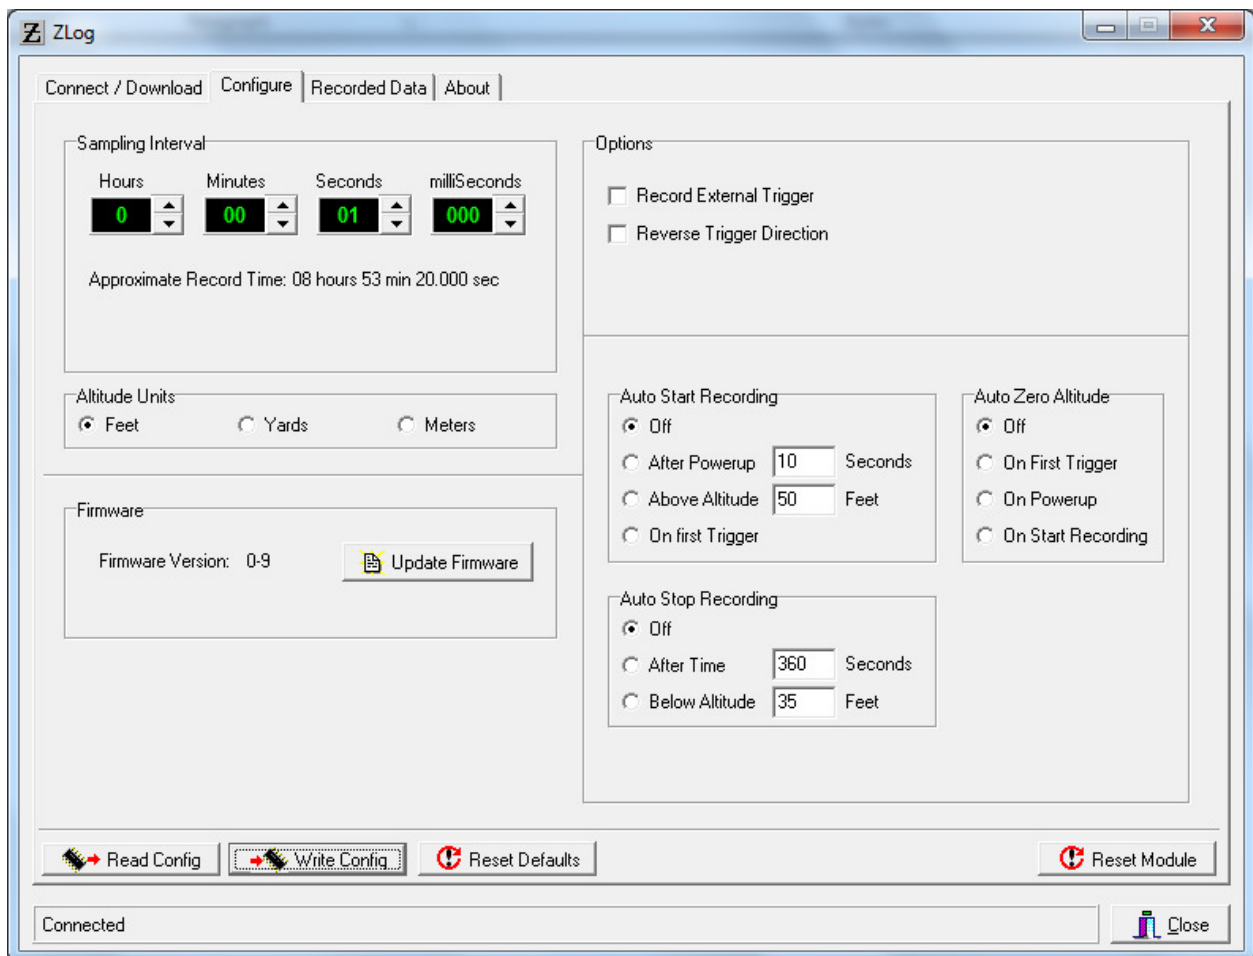 ZLog
Connect / Download Configure Recorded Data About
Sampling Interval
Hours Minutes Seconds milliSeconds
0 00 01 000
Approximate Record Time: 08 hours 53 min 20.000 sec
Altitude Units
Feet Yards Meters
Firmware
Firmware Version: 0-9 Update Firmware
Options
Record External Trigger
Reverse Trigger Direction
Auto Start Recording
Off
After Powerup 10 Seconds
Above Altitude 50 Feet
On first Trigger
Auto Zero Altitude
Off
On First Trigger
On Powerup
On Start Recording
Auto Stop Recording
Off
After Time 360 Seconds
Below Altitude 35 Feet
Read Config Write Config Reset Defaults Reset Module
Connected Close